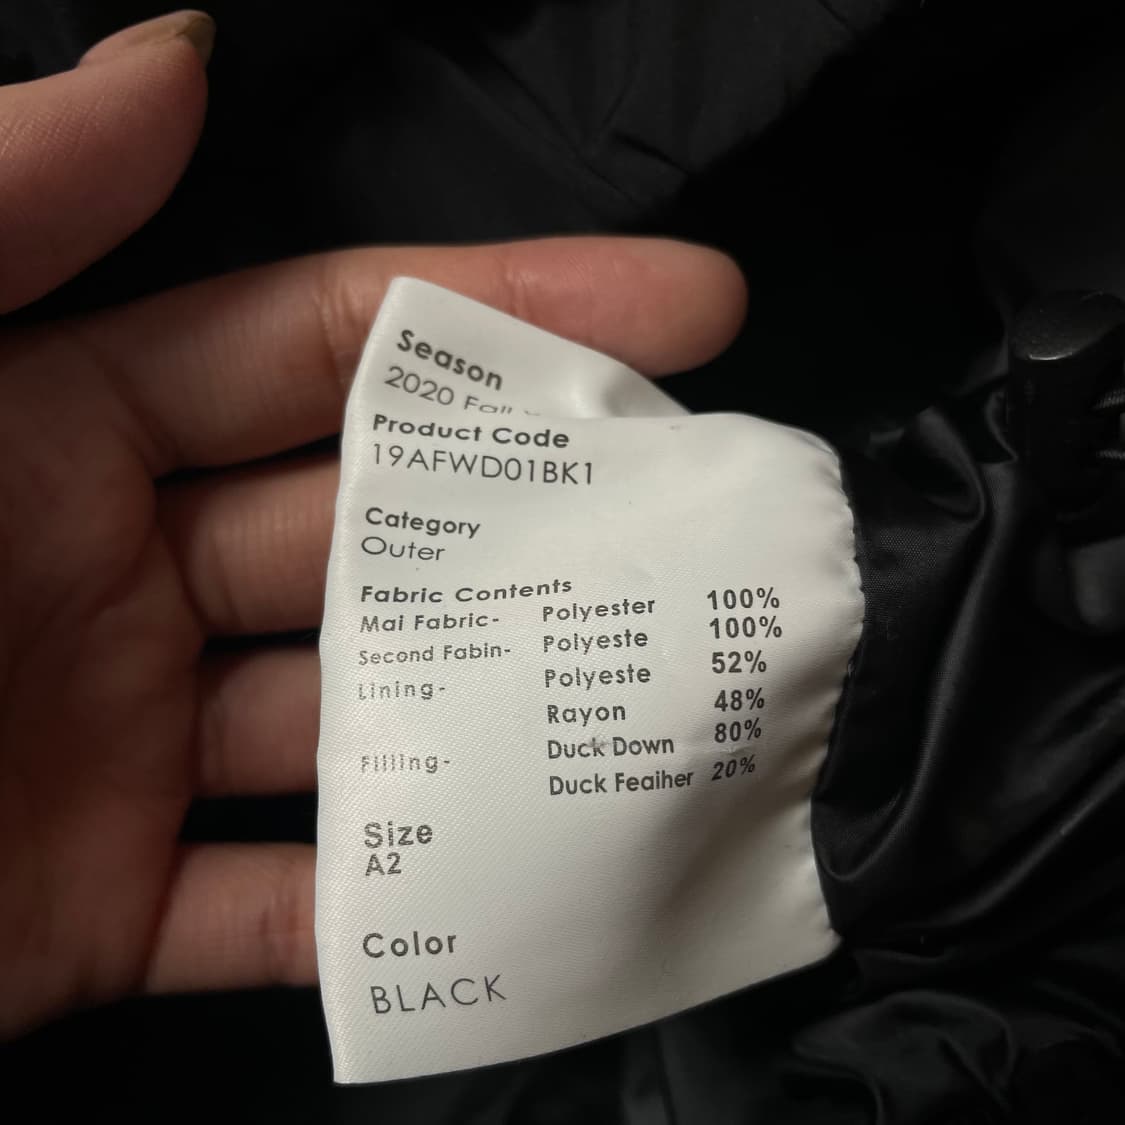 Season
2020 Fall
Product Code
19AFWD01BK1
Category
Outer
Fabric Contents
Mai Fabric- Polyester 100%
Second Fabin- Polyeste 100%
Lining- Polyeste 52%
Rayon 48%
Duck Down 80%
Filling- Duck Feaiher 20%
Size
A2
Color
BLACK